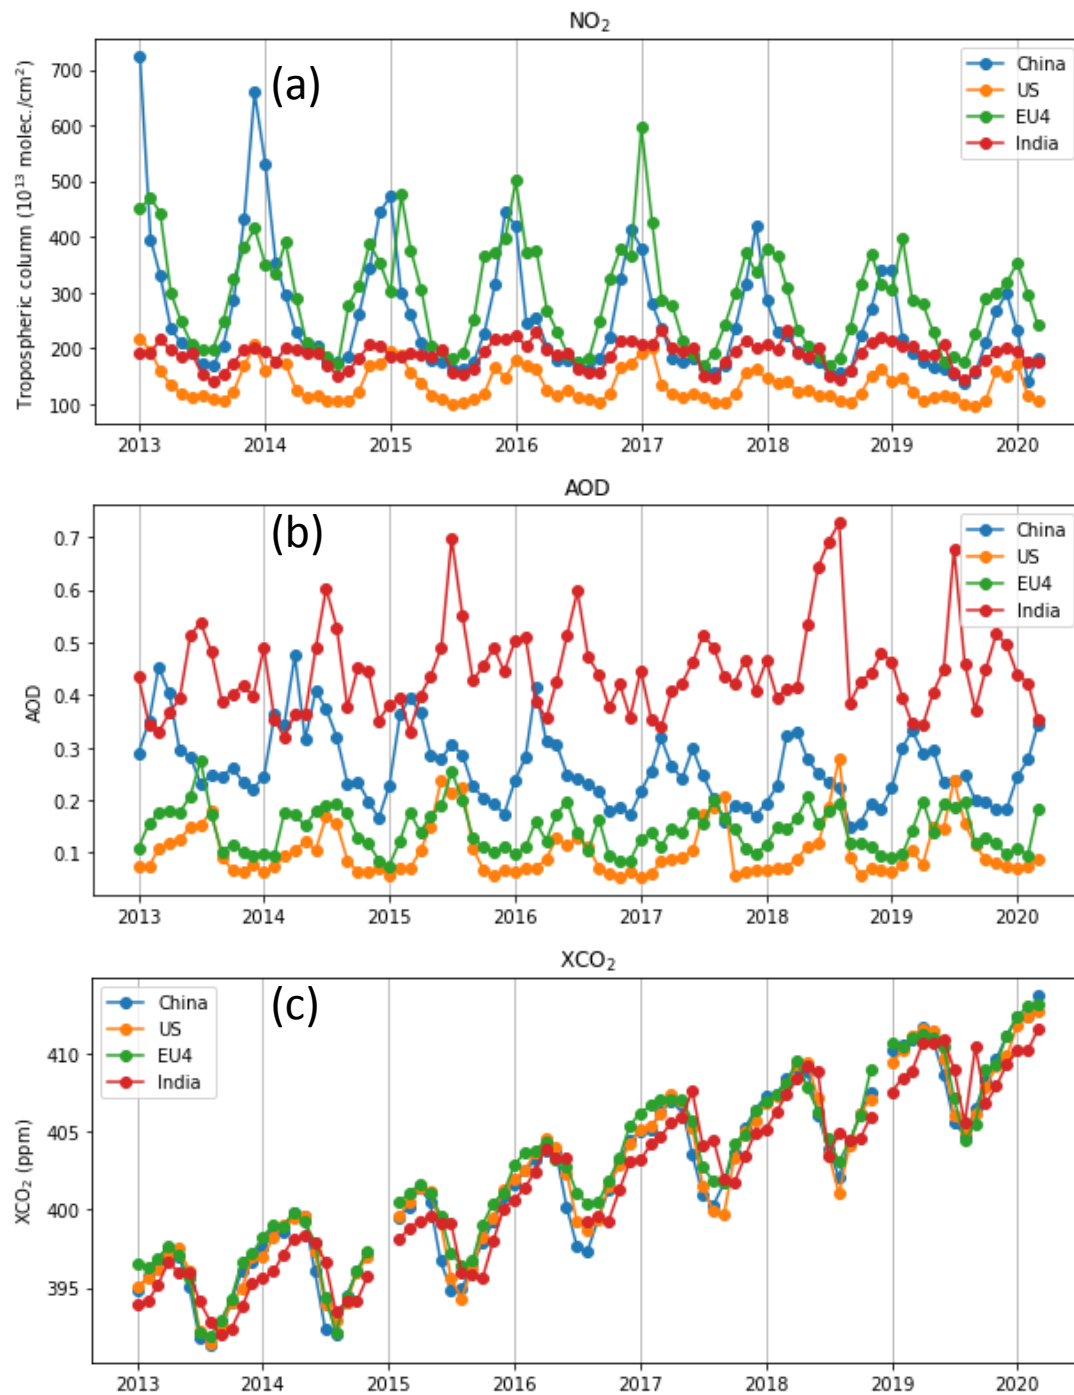 NO₂
(a)
Tropospheric column (10¹³ molec./cm²)
700
600
500
400
300
200
100
China
US
EU4
India
2013 2014 2015 2016 2017 2018 2019 2020
AOD
(b)
AOD
0.7
0.6
0.5
0.4
0.3
0.2
0.1
China
US
EU4
India
2013 2014 2015 2016 2017 2018 2019 2020
XCO₂
(c)
XCO₂ (ppm)
China
US
EU4
India
410
405
400
395
2013 2014 2015 2016 2017 2018 2019 2020